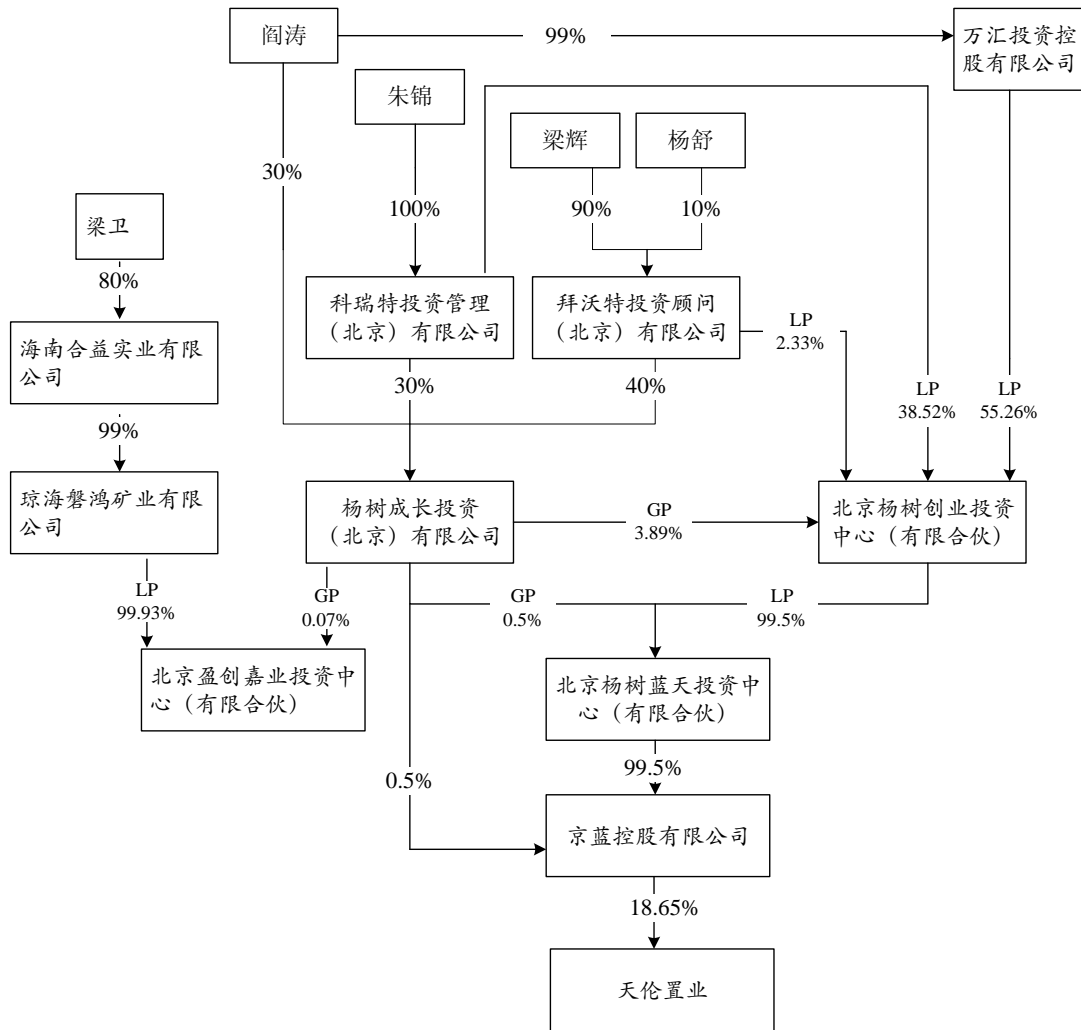 阎涛
99%
万汇投资控
股有限公司
朱锦
梁辉
杨舒
30%
100%
90%
10%
梁卫
80%
科瑞特投资管理
（北京）有限公司
拜沃特投资顾问
（北京）有限公司
LP
2.33%
海南合益实业有限
公司
30%
40%
LP
38.52%
LP
55.26%
99%
琼海磐鸿矿业有限
公司
杨树成长投资
（北京）有限公司
GP
3.89%
北京杨树创业投资
中心（有限合伙）
LP
99.93%
GP
0.07%
GP
0.5%
LP
99.5%
北京盈创嘉业投资中
心（有限合伙）
北京杨树蓝天投资中
心（有限合伙）
0.5%
99.5%
京蓝控股有限公司
18.65%
天伦置业